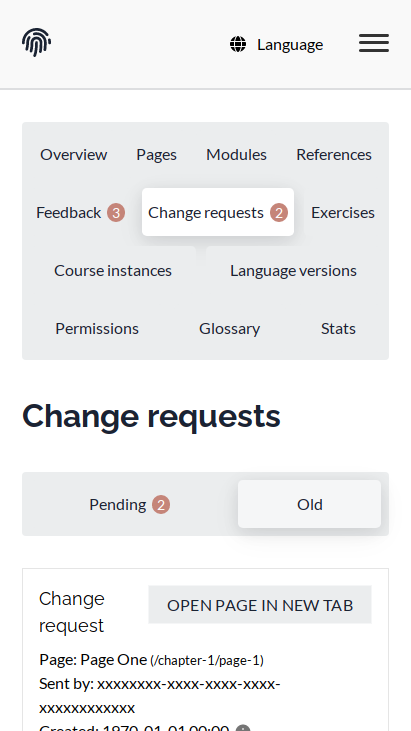 Language
Overview Pages Modules References
Feedback 3 Change requests 2 Exercises
Course instances Language versions
Permissions Glossary Stats
Change requests
Pending 2 Old
Change
request
OPEN PAGE IN NEW TAB
Page: Page One (/chapter-1/page-1)
Sent by: xxxxxxxx-xxxx-xxxx-xxxx-
xxxxxxxxxxxx
Created: 1970-01-01 00:00